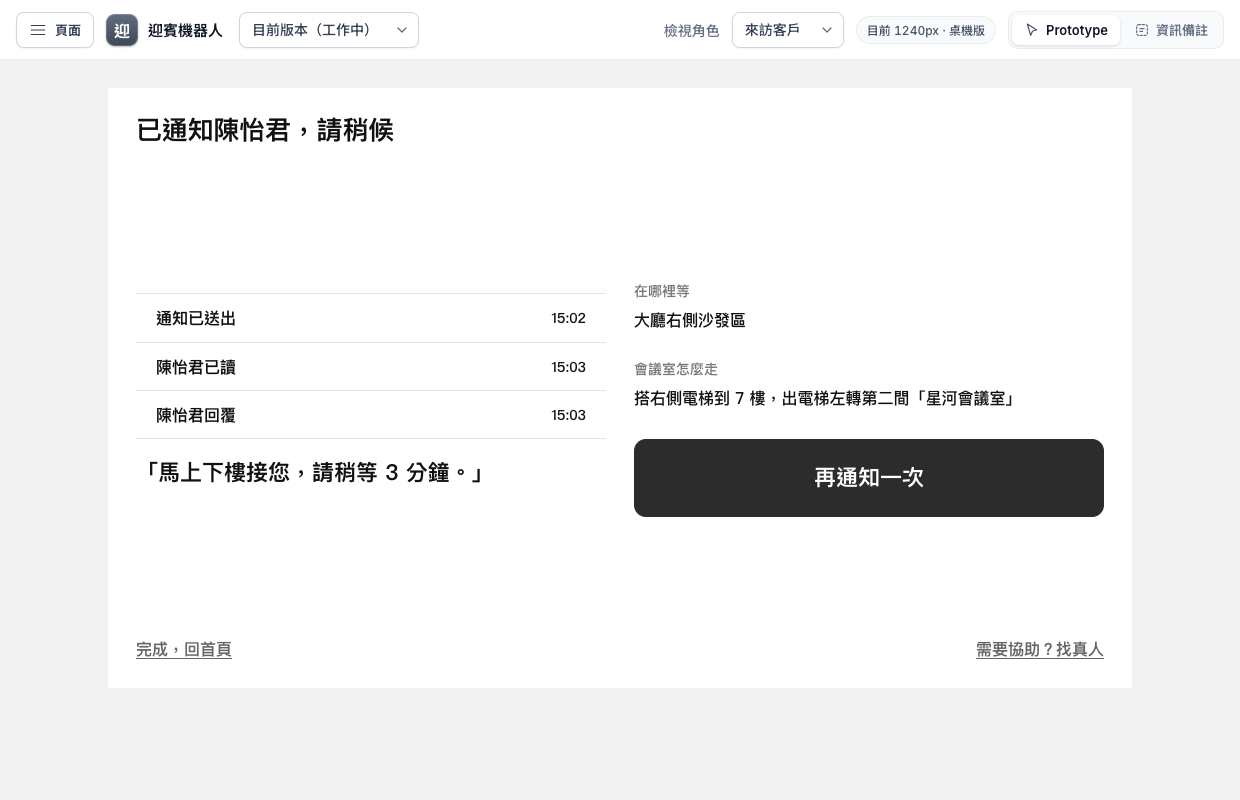 頁面
迎
迎賓機器人
目前版本（工作中）
檢視角色
來訪客戶
目前 1240px · 桌機版
Prototype
資訊備註
已通知陳怡君，請稍候
通知已送出 15:02
陳怡君已讀 15:03
陳怡君回覆 15:03
「馬上下樓接您，請稍等 3 分鐘。」
在哪裡等
大廳右側沙發區
會議室怎麼走
搭右側電梯到 7 樓，出電梯左轉第二間「星河會議室」
再通知一次
完成，回首頁
需要協助？找真人